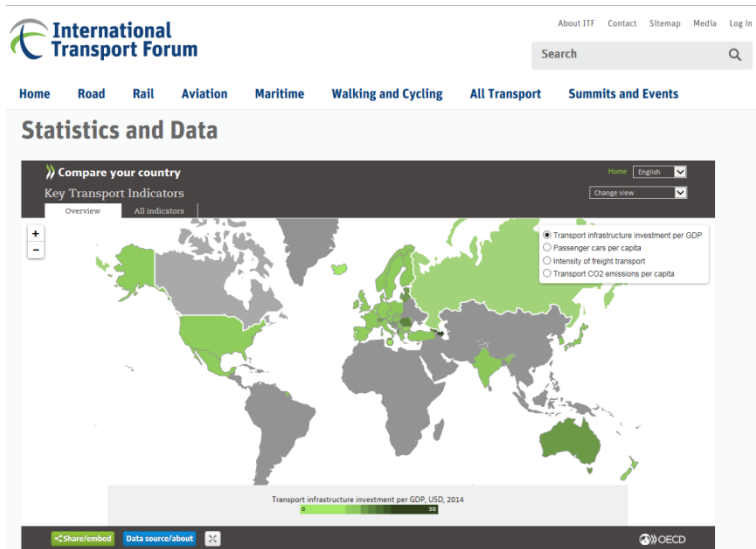 International
Transport Forum
About ITF Contact Sitemap Media Log In
Search
Home Road Rail Aviation Maritime Walking and Cycling All Transport Summits and Events
Statistics and Data
Compare your country
Home English
Key Transport Indicators
Change view
Overview All indicators
+
−
Transport infrastructure investment per GDP
Passenger cars per capita
Intensity of freight transport
Transport CO2 emissions per capita
Transport infrastructure investment per GDP, USD, 2014
0 50
Share/embed Data source/about
OECD